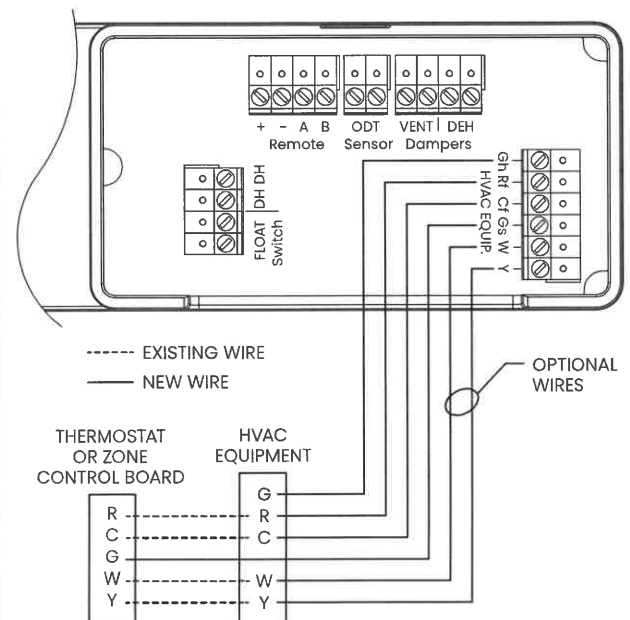 + - A B
Remote
ODT
Sensor
VENT | DEH
Dampers
DH DH
FLOAT
Switch
Gh
Rf
Cf
Gs
W
Y
HVAC EQUIP.
EXISTING WIRE
NEW WIRE
OPTIONAL
WIRES
THERMOSTAT
OR ZONE
CONTROL BOARD
R
C
G
W
Y
HVAC
EQUIPMENT
G
R
C
W
Y